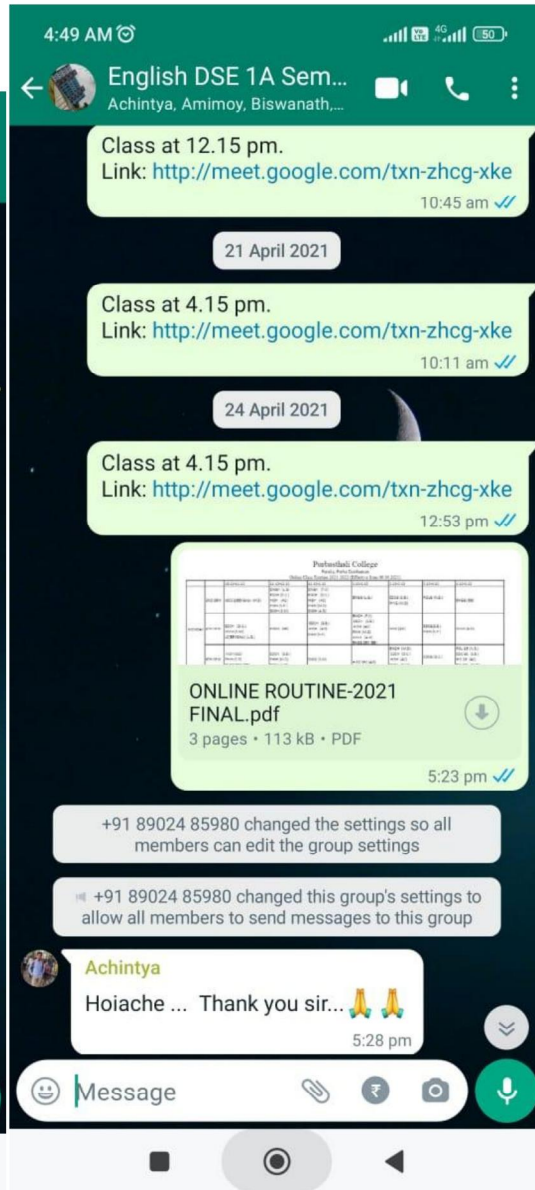 4:49 AM
4G
50
English DSE 1A Sem...
Achintya, Amimoy, Biswanath,...
Class at 12.15 pm.
Link: http://meet.google.com/txn-zhcg-xke
10:45 am
21 April 2021
Class at 4.15 pm.
Link: http://meet.google.com/txn-zhcg-xke
10:11 am
24 April 2021
Class at 4.15 pm.
Link: http://meet.google.com/txn-zhcg-xke
12:53 pm
Purbasthali College
ONLINE ROUTINE-2021
FINAL.pdf
3 pages • 113 kB • PDF
5:23 pm
+91 89024 85980 changed the settings so all
members can edit the group settings
+91 89024 85980 changed this group's settings to
allow all members to send messages to this group
Achintya
Hoiache ... Thank you sir...🙏 🙏
5:28 pm
Message